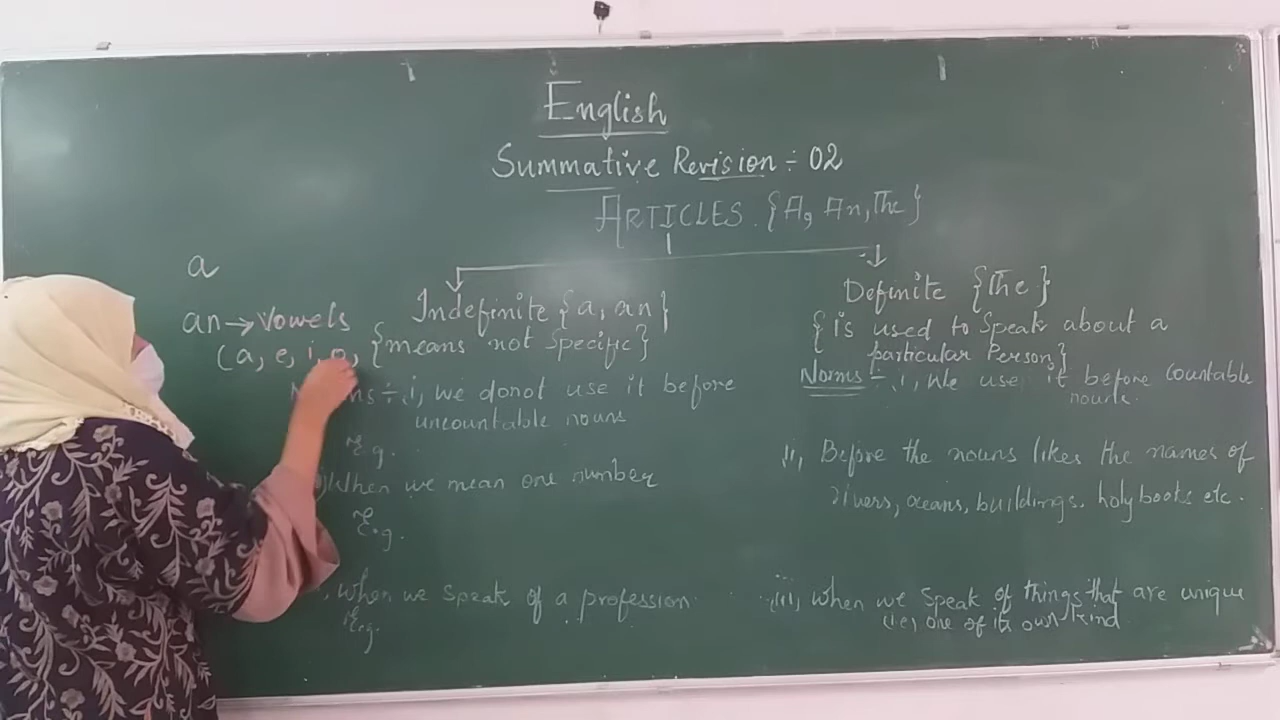 English
Summative Revision ÷ 02
ARTICLES. {A, An, The}
a
an → Vowels
(a, e, i, o,
Indefinite {a, an}
{means not Specific}
÷ i, we donot use it before
uncountable nouns
E.g.
When we mean one number
E.g.
When we speak of a profession
E.g.
Definite {The}
{is used to Speak about a
particular Person}
Norms ÷ i, We use it before countable
nouns.
ii, Before the nouns likes the names of
rivers, oceans, buildings, holy books etc.
iii, When we Speak of things that are unique
(ie) one of its own kind